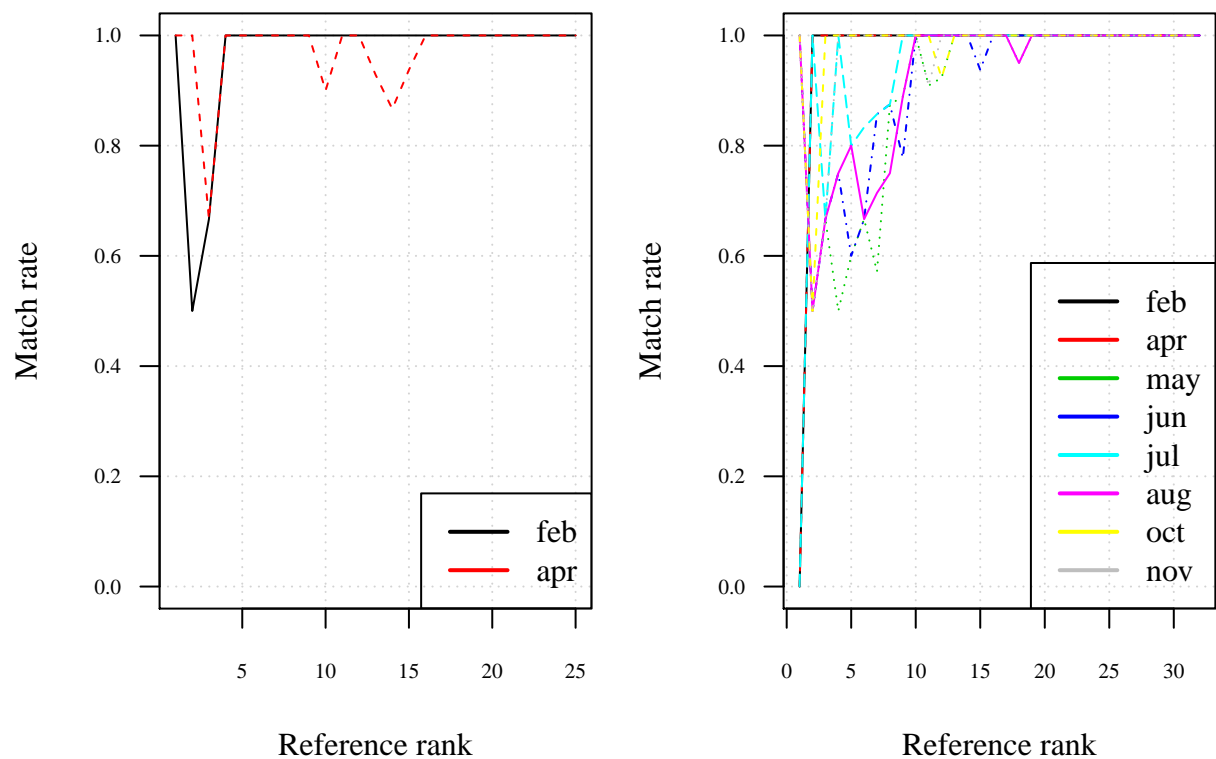 1.0
0.8
0.6
0.4
0.2
0.0
Match rate
5 10 15 20 25
Reference rank
feb
apr
1.0
0.8
0.6
0.4
0.2
0.0
Match rate
0 5 10 15 20 25 30
Reference rank
feb
apr
may
jun
jul
aug
oct
nov